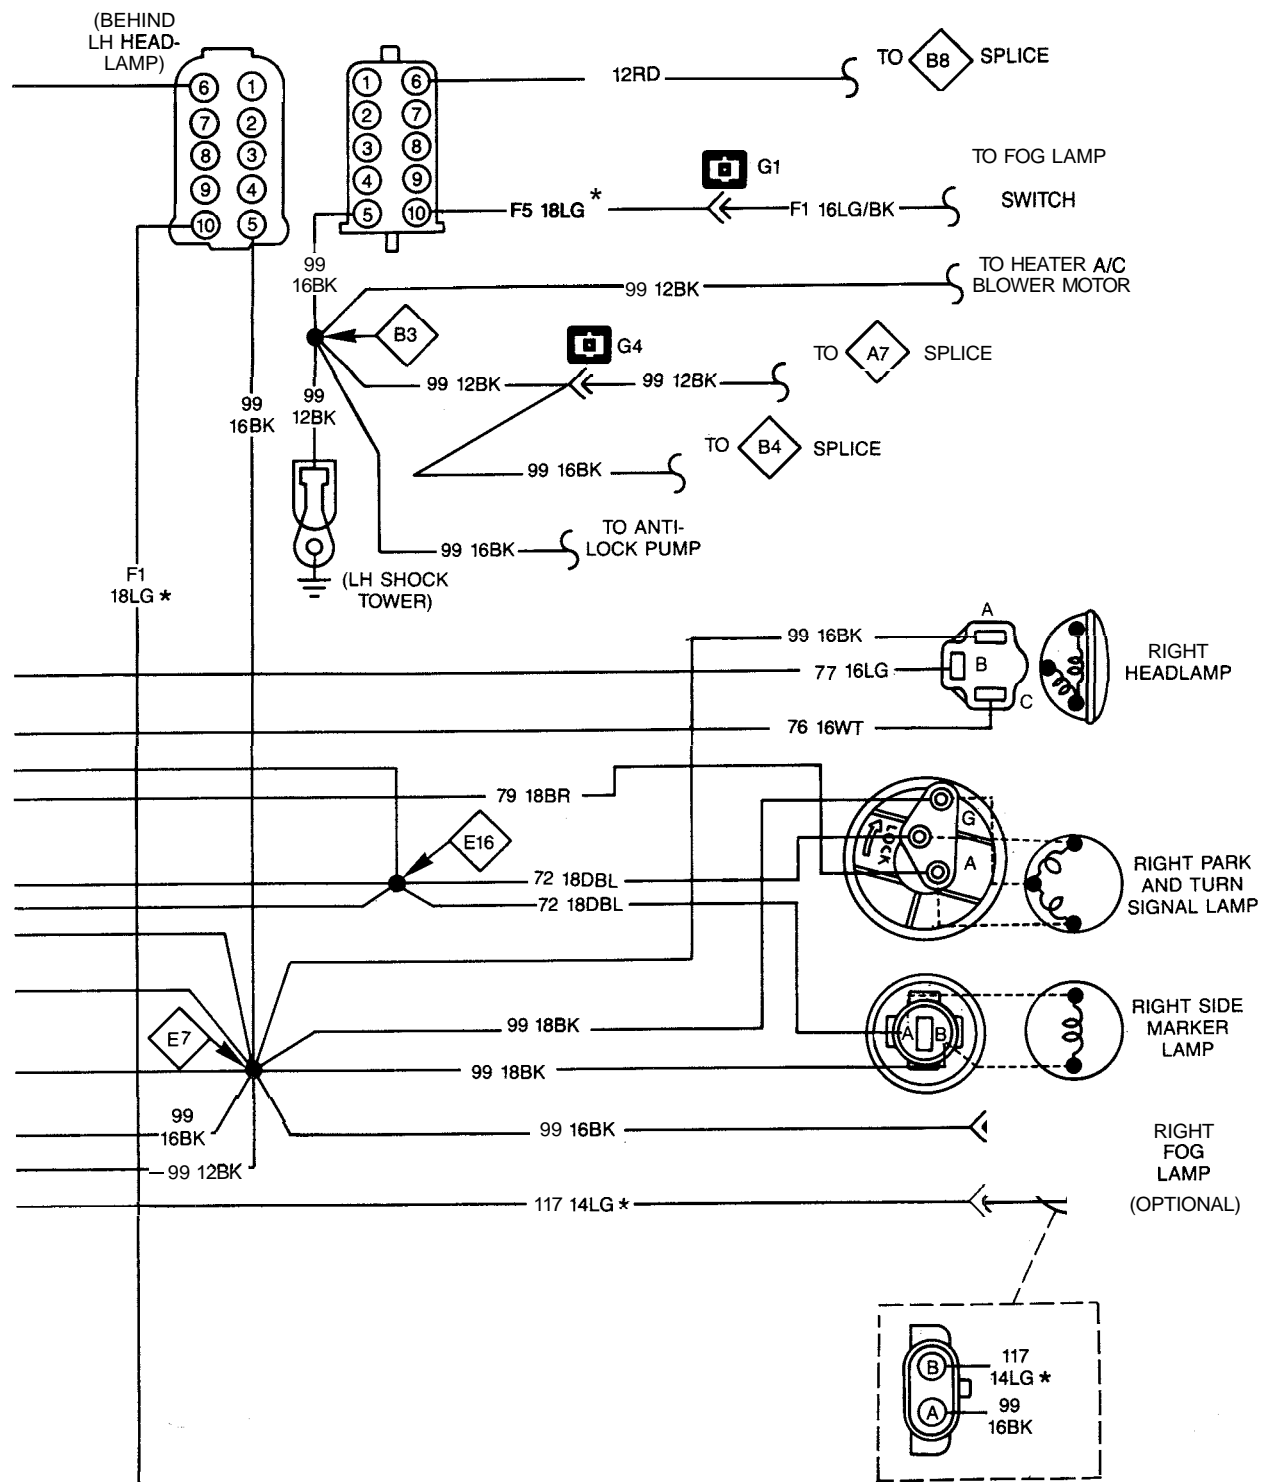 (BEHIND
LH HEAD-
LAMP)
6 1
7 2
8 3
9 4
10 5
1 6
2 7
3 8
4 9
5 10
12RD
TO B8 SPLICE
F5 18LG *
G1
F1 16LG/BK
TO FOG LAMP
SWITCH
99
16BK
99 12BK
TO HEATER A/C
BLOWER MOTOR
B3
G4
99 12BK
99 12BK
TO A7 SPLICE
99
16BK
99
12BK
99 16BK
TO B4 SPLICE
99 16BK
TO ANTI-
LOCK PUMP
(LH SHOCK
TOWER)
F1
18LG *
99 16BK
77 16LG
76 16WT
A
B
C
RIGHT
HEADLAMP
79 18BR
E16
72 18DBL
72 18DBL
LOCK
G
A
RIGHT PARK
AND TURN
SIGNAL LAMP
E7
99 18BK
99 18BK
A B
RIGHT SIDE
MARKER
LAMP
99
16BK
99 12BK
99 16BK
117 14LG *
RIGHT
FOG
LAMP
(OPTIONAL)
B
117
14LG *
A
99
16BK